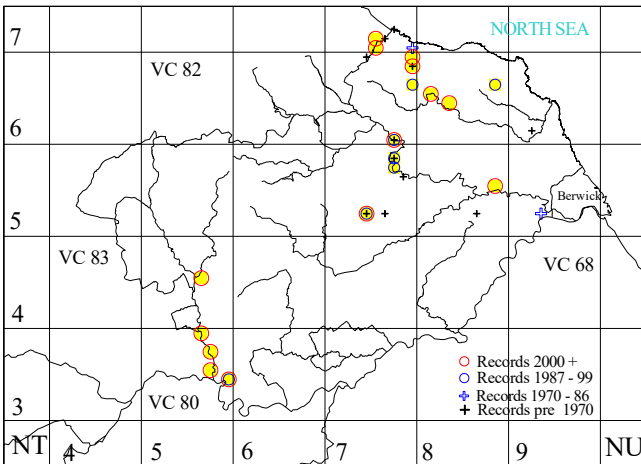 7
NORTH SEA
VC 82
6
Berwick
5
VC 83
VC 68
4
Records 2000 +
Records 1987 - 99
Records 1970 - 86
Records pre 1970
VC 80
3
NT 4 5 6 7 8 9 NU